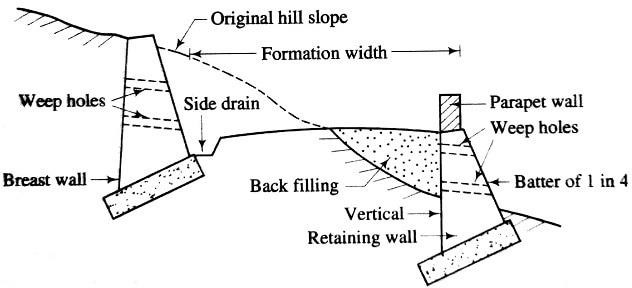 Original hill slope
Formation width
Weep holes
Side drain
Parapet wall
Weep holes
Breast wall
Back filling
Batter of 1 in 4
Vertical
Retaining wall